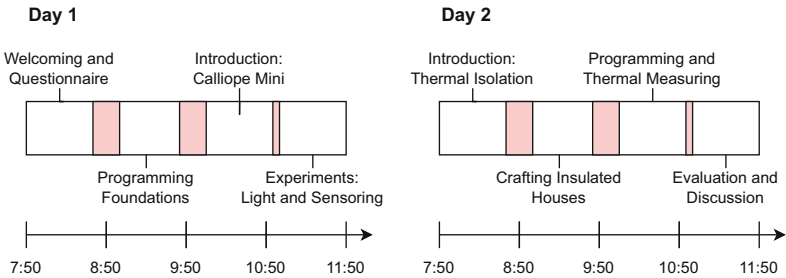 Day 1
Welcoming and
Questionnaire
Introduction:
Calliope Mini
Programming
Foundations
Experiments:
Light and Sensoring
7:50
8:50
9:50
10:50
11:50
Day 2
Introduction:
Thermal Isolation
Programming and
Thermal Measuring
Crafting Insulated
Houses
Evaluation and
Discussion
7:50
8:50
9:50
10:50
11:50